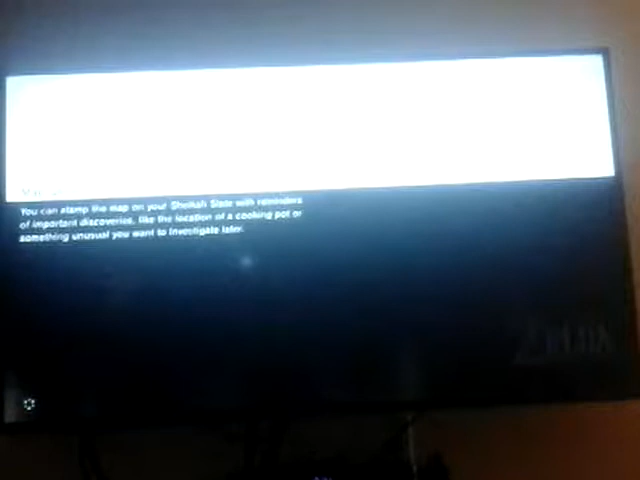 You can stamp the map on your Sheikah Slate with reminders
of important discoveries, like the location of a cooking pot or
something unusual you want to investigate later.
ZELDA